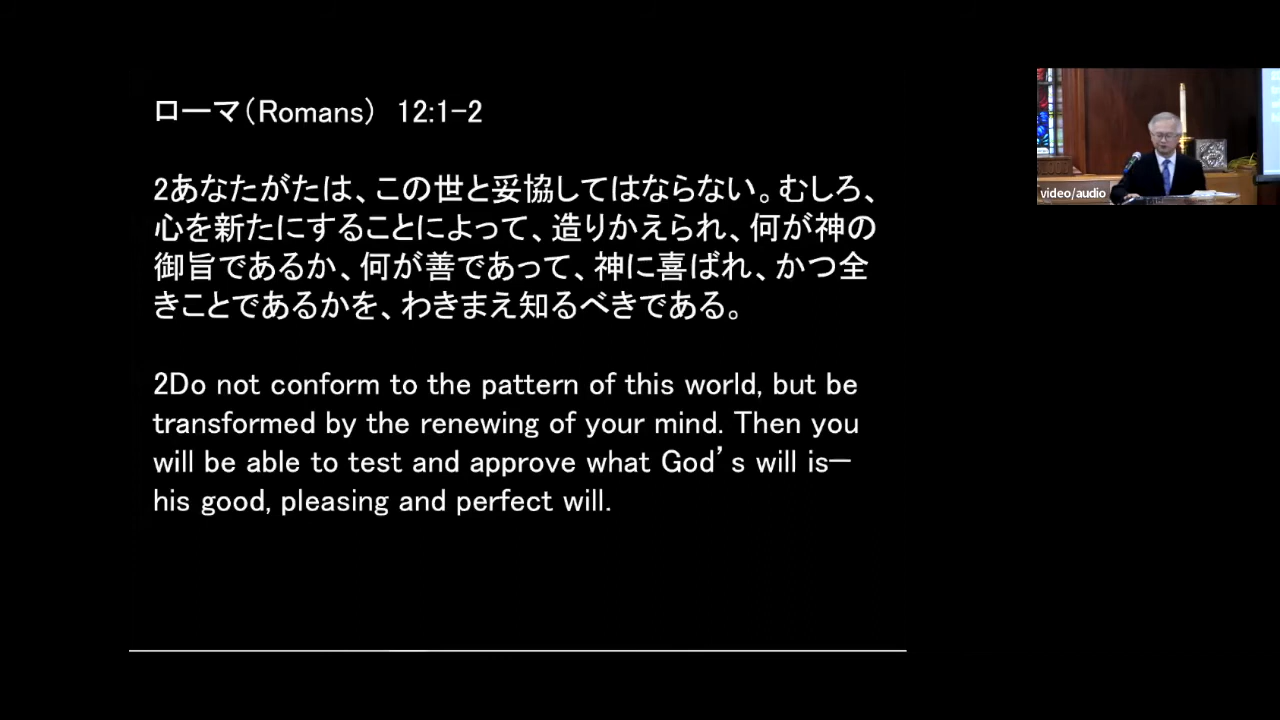 ローマ（Romans） 12:1-2
2あなたがたは、この世と妥協してはならない。むしろ、
心を新たにすることによって、造りかえられ、何が神の
御旨であるか、何が善であって、神に喜ばれ、かつ全
きことであるかを、わきまえ知るべきである。
2Do not conform to the pattern of this world, but be
transformed by the renewing of your mind. Then you
will be able to test and approve what God’s will is—
his good, pleasing and perfect will.
video/audio